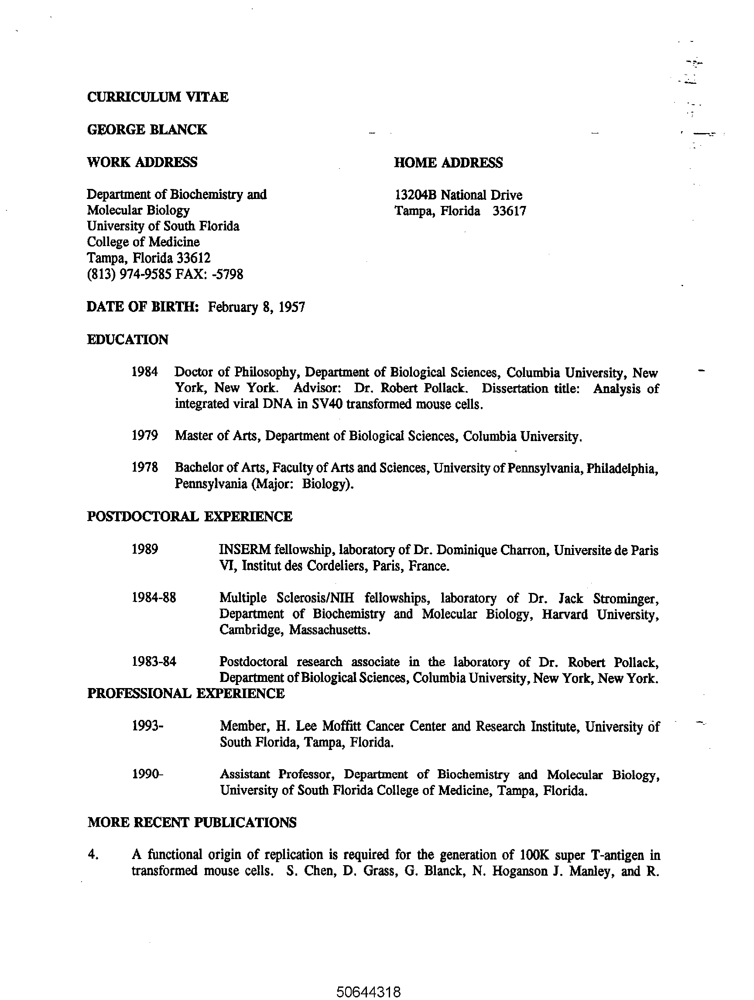 CURRICULUM VITAE
GEORGE BLANCK
WORK ADDRESS
HOME ADDRESS
Department of Biochemistry and
Molecular Biology
University of South Florida
College of Medicine
Tampa, Florida 33612
(813) 974-9585 FAX: -5798
13204B National Drive
Tampa, Florida 33617
DATE OF BIRTH: February 8, 1957
EDUCATION
1984 Doctor of Philosophy, Department of Biological Sciences, Columbia University, New
York, New York. Advisor: Dr. Robert Pollack. Dissertation title: Analysis of
integrated viral DNA in SV40 transformed mouse cells.
1979 Master of Arts, Department of Biological Sciences, Columbia University.
1978 Bachelor of Arts, Faculty of Arts and Sciences, University of Pennsylvania, Philadelphia,
Pennsylvania (Major: Biology).
POSTDOCTORAL EXPERIENCE
1989 INSERM fellowship, laboratory of Dr. Dominique Charron, Universite de Paris
VI, Institut des Cordeliers, Paris, France.
1984-88 Multiple Sclerosis/NIH fellowships, laboratory of Dr. Jack Strominger,
Department of Biochemistry and Molecular Biology, Harvard University,
Cambridge, Massachusetts.
1983-84 Postdoctoral research associate in the laboratory of Dr. Robert Pollack,
Department of Biological Sciences, Columbia University, New York, New York.
PROFESSIONAL EXPERIENCE
1993- Member, H. Lee Moffitt Cancer Center and Research Institute, University of
South Florida, Tampa, Florida.
1990- Assistant Professor, Department of Biochemistry and Molecular Biology,
University of South Florida College of Medicine, Tampa, Florida.
MORE RECENT PUBLICATIONS
4. A functional origin of replication is required for the generation of 100K super T-antigen in
transformed mouse cells. S. Chen, D. Grass, G. Blanck, N. Hoganson J. Manley, and R.
50644318